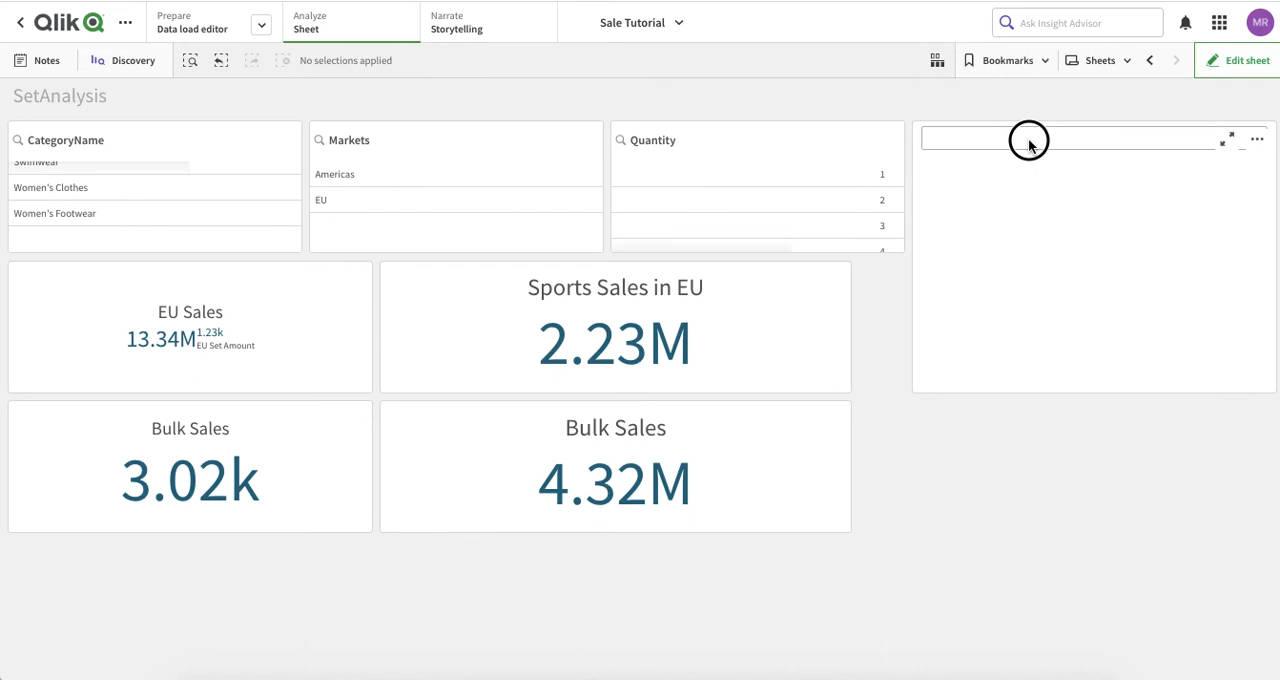 Qlik
Prepare
Data load editor
Analyze
Sheet
Narrate
Storytelling
Sale Tutorial
Ask Insight Advisor
MR
Notes
Discovery
No selections applied
Bookmarks
Sheets
Edit sheet
SetAnalysis
CategoryName
Swimwear
Women's Clothes
Women's Footwear
Markets
Americas
EU
Quantity
1
2
3
4
EU Sales
13.34M
1.23k
EU Set Amount
Sports Sales in EU
2.23M
Bulk Sales
3.02k
Bulk Sales
4.32M